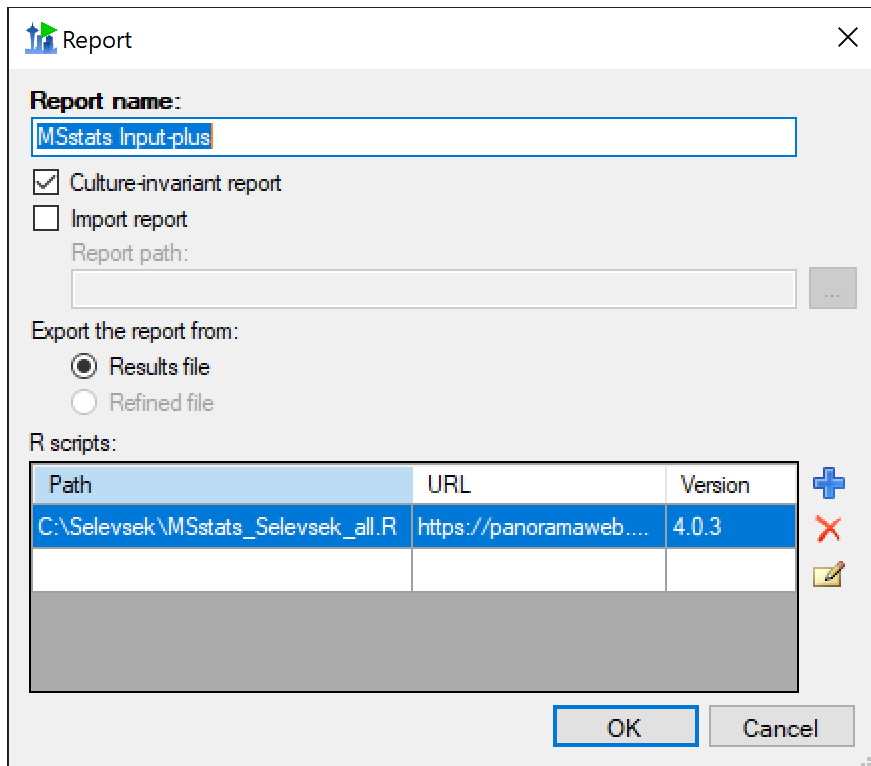 Report
Report name:
MSstats Input-plus
Culture-invariant report
Import report
Report path:
...
Export the report from:
Results file
Refined file
R scripts:
Path URL Version
C:\Selevsek\MSstats_Selevsek_all.R https://panoramaweb.... 4.0.3
OK Cancel